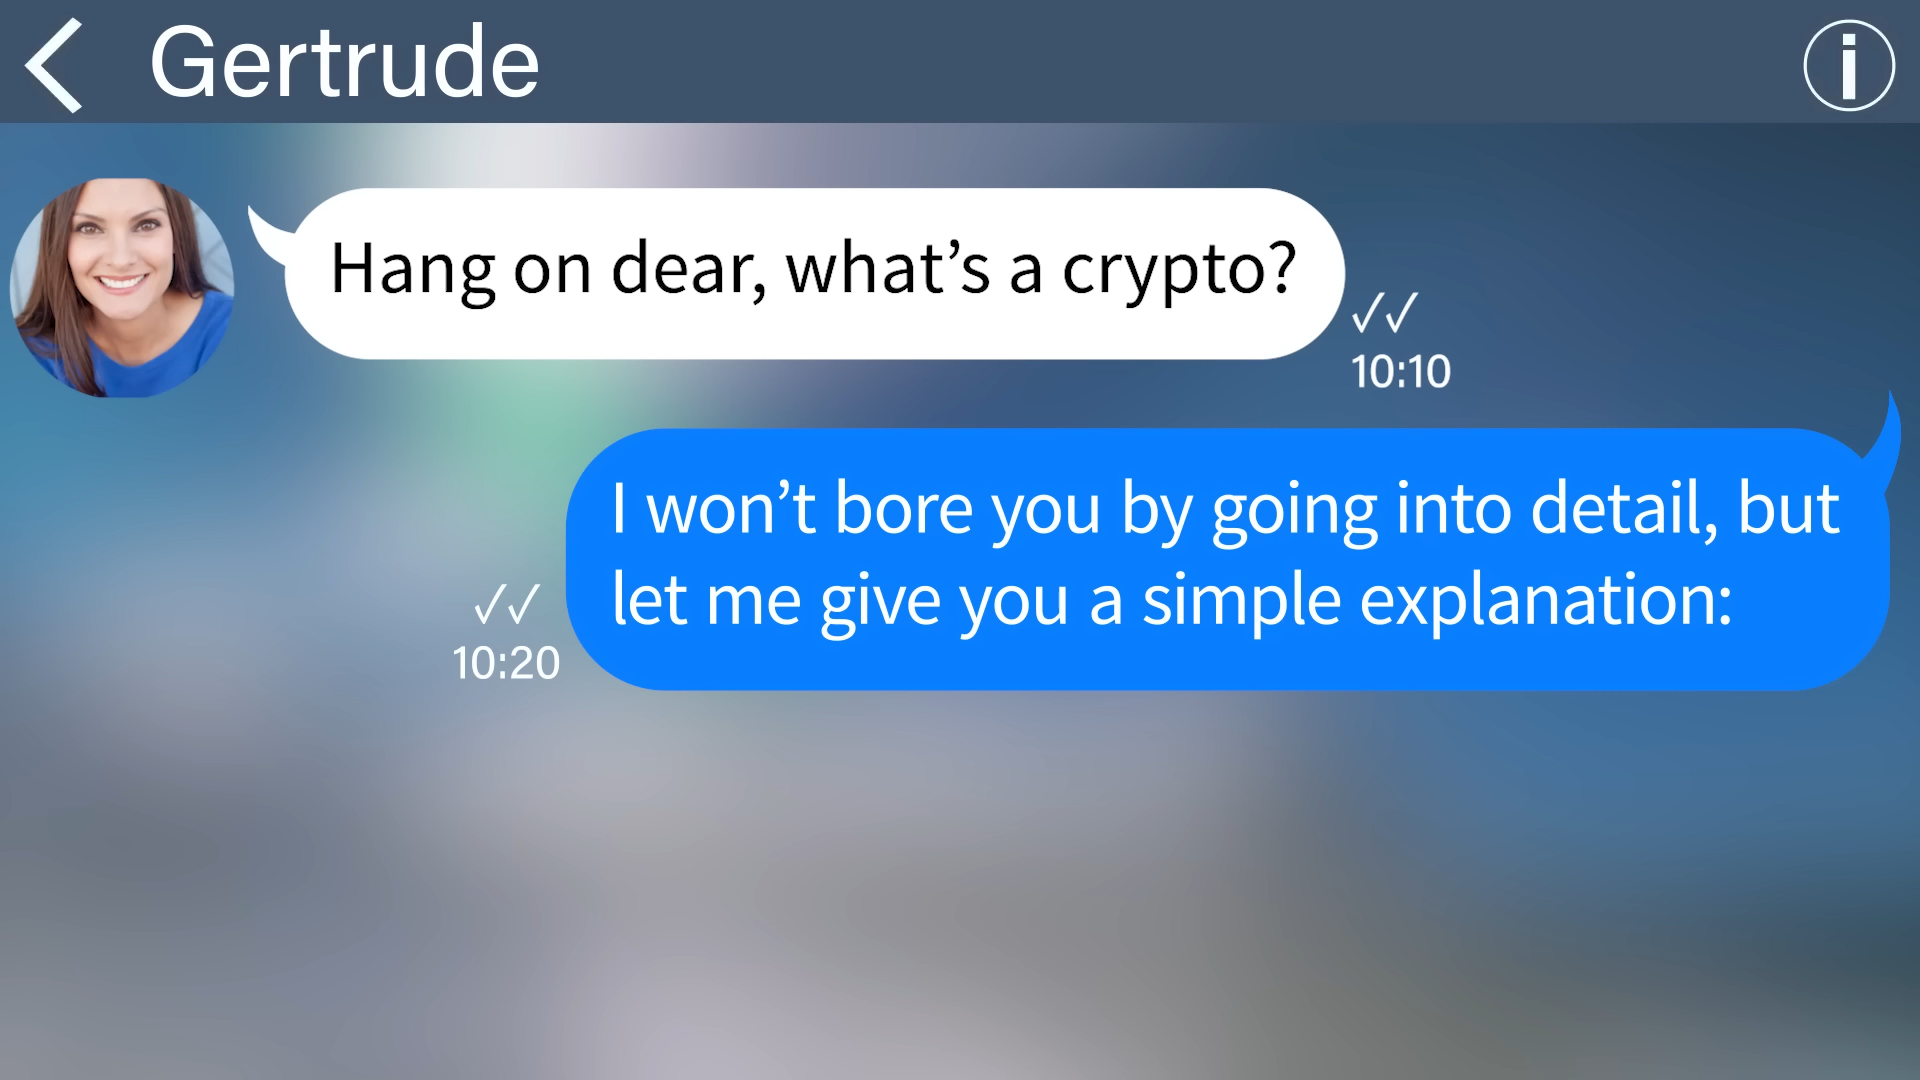 Gertrude
Hang on dear, what’s a crypto?
10:10
I won’t bore you by going into detail, but
let me give you a simple explanation:
10:20